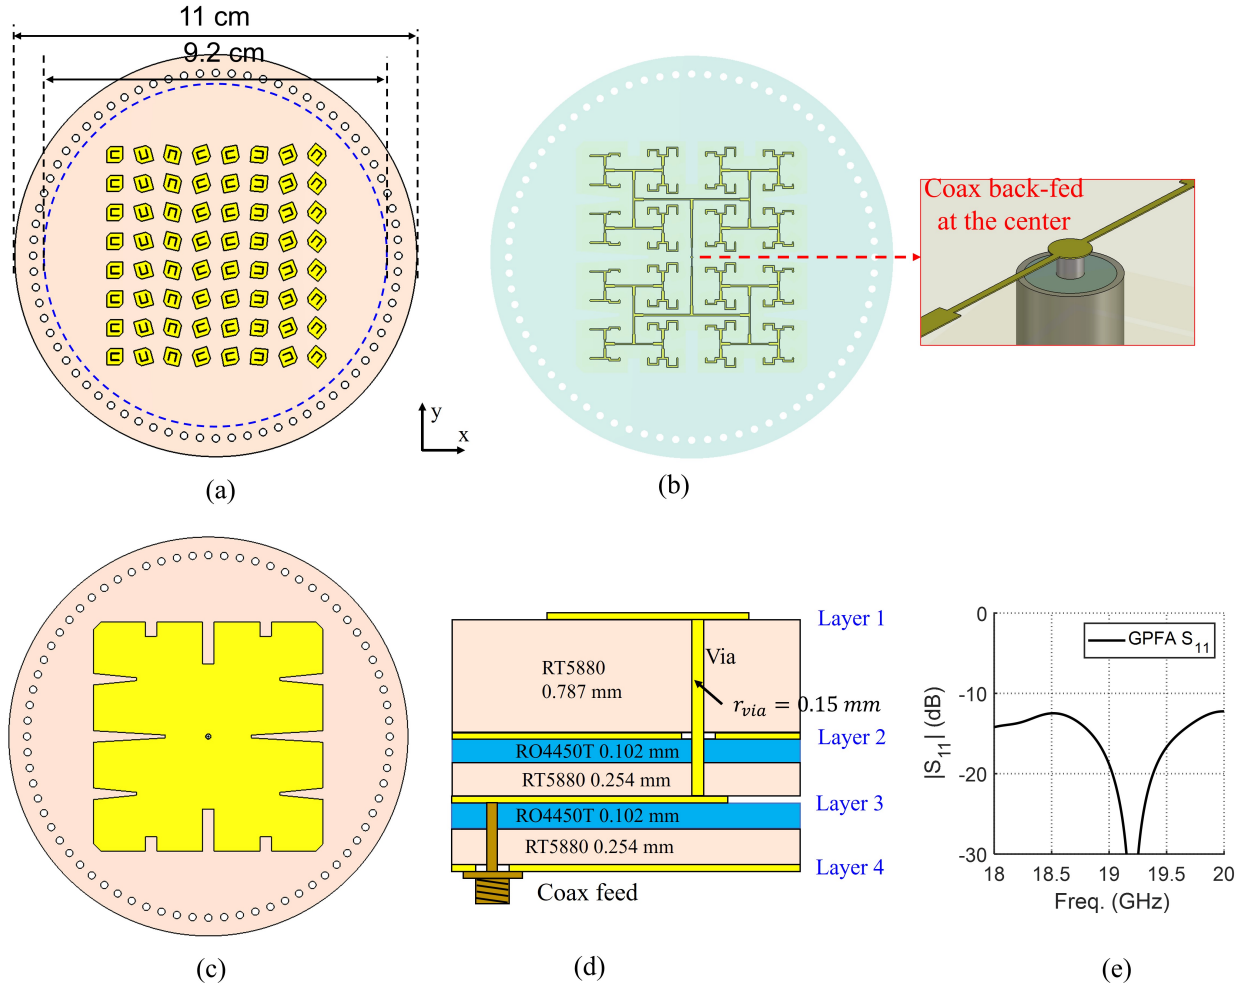 11 cm
9.2 cm
y
x
(a)
(b)
Coax back-fed
at the center
(c)
Layer 1
RT5880
0.787 mm
Via
r_via = 0.15 mm
Layer 2
RO4450T 0.102 mm
RT5880 0.254 mm
Layer 3
RO4450T 0.102 mm
RT5880 0.254 mm
Layer 4
Coax feed
(d)
0
GPFA S11
-10
|S11| (dB)
-20
-30
18 18.5 19 19.5 20
Freq. (GHz)
(e)